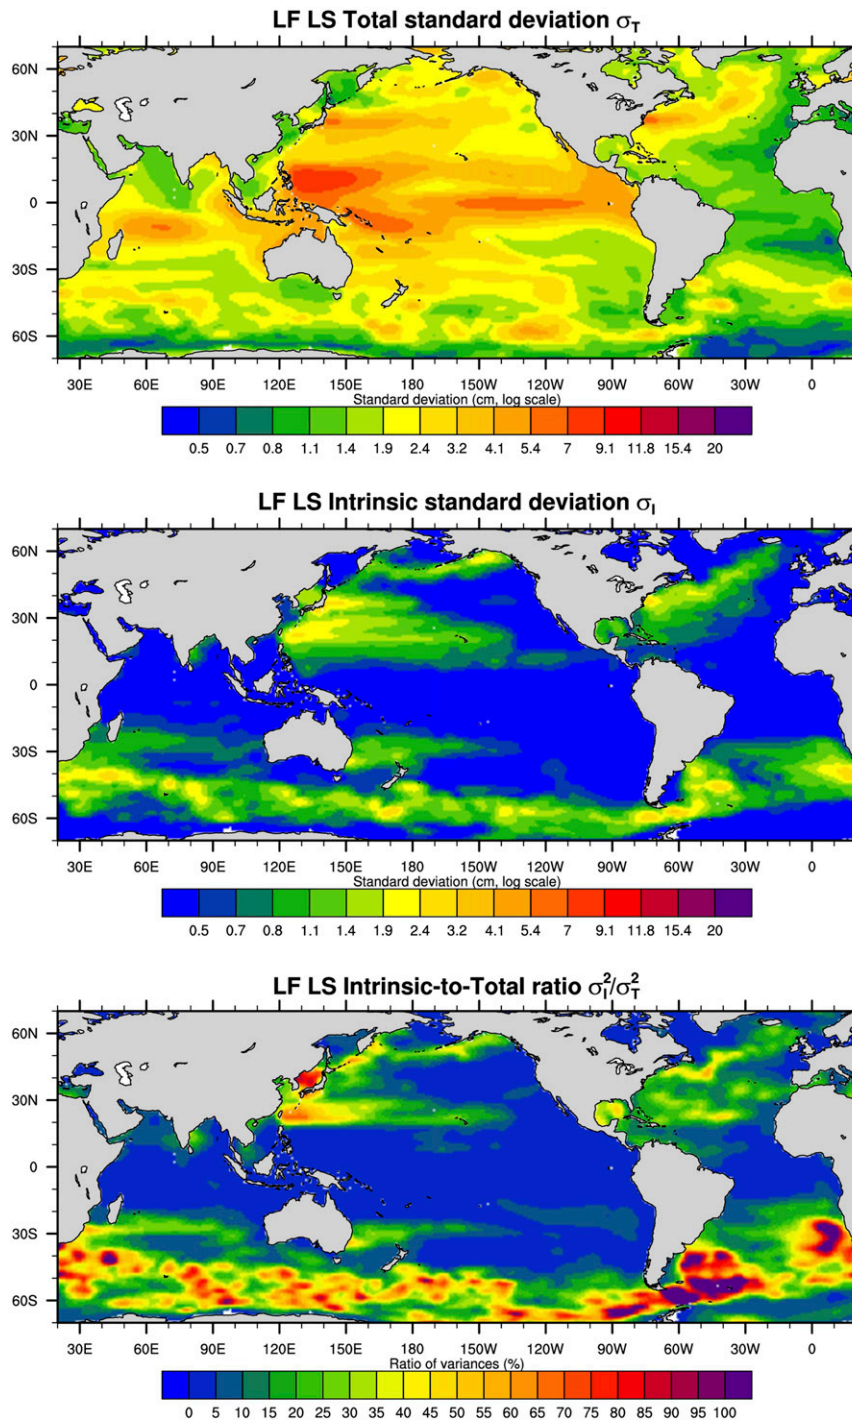 LF LS Total standard deviation σT
60N
30N
0
30S
60S
30E 60E 90E 120E 150E 180E 150W 120W 90W 60W 30W 0
Standard deviation (cm, log scale)
0.5 0.7 0.8 1.1 1.4 1.9 2.4 3.2 4.1 5.4 7 9.1 11.8 15.4 20
LF LS Intrinsic standard deviation σI
60N
30N
0
30S
60S
30E 60E 90E 120E 150E 180E 150W 120W 90W 60W 30W 0
Standard deviation (cm, log scale)
0.5 0.7 0.8 1.1 1.4 1.9 2.4 3.2 4.1 5.4 7 9.1 11.8 15.4 20
LF LS Intrinsic-to-Total ratio σI²/σT²
60N
30N
0
30S
60S
30E 60E 90E 120E 150E 180E 150W 120W 90W 60W 30W 0
Ratio of variances (%)
0 5 10 15 20 25 35 45 55 65 70 75 80 85 90 95 100